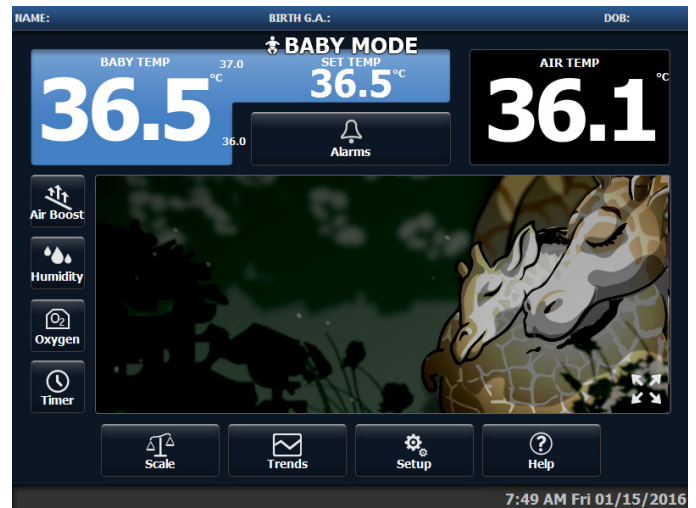 NAME: BIRTH G.A.: DOB:
BABY MODE
BABY TEMP 37.0 SET TEMP AIR TEMP
36.5 °C 36.5 °C 36.1 °C
36.0
Alarms
Air Boost
Humidity
O2
Oxygen
Timer
Scale Trends Setup Help
7:49 AM Fri 01/15/2016